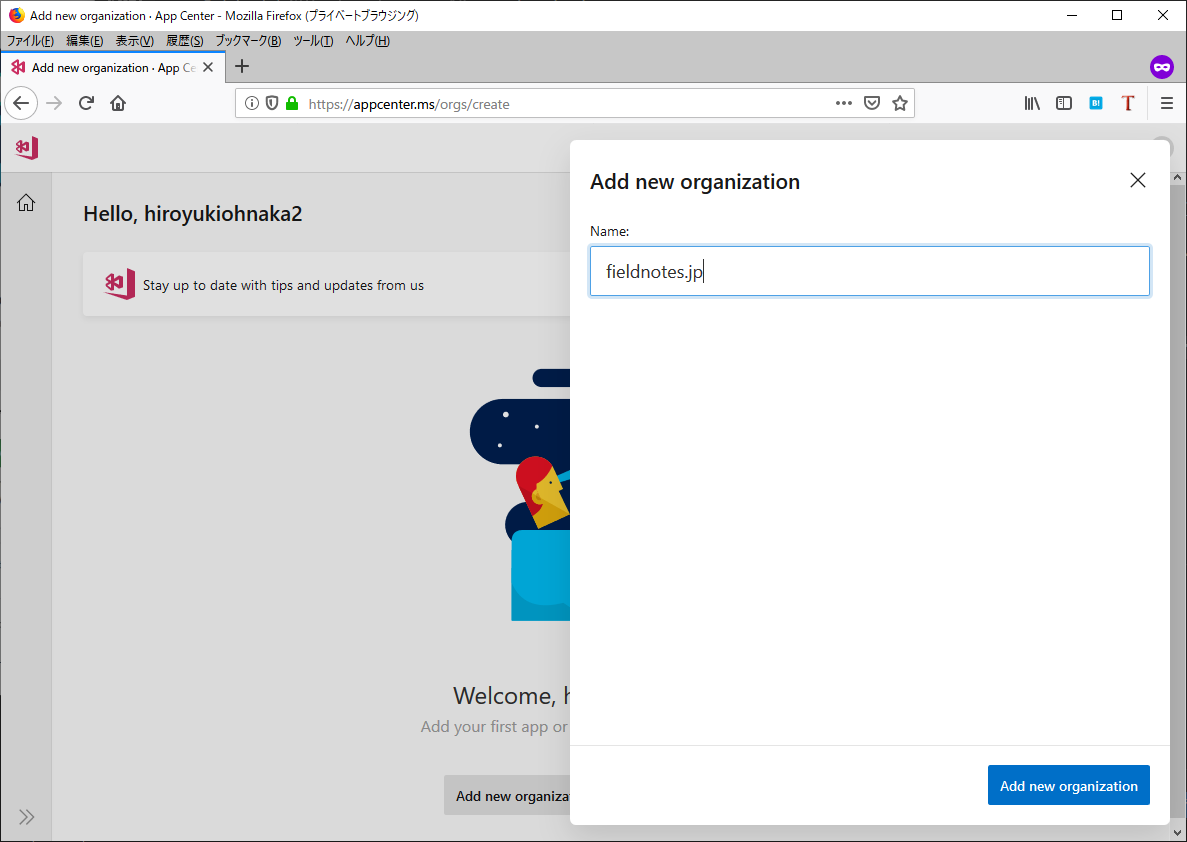 Add new organization · App Center - Mozilla Firefox (プライベートブラウジング)
ファイル(F) 編集(E) 表示(V) 履歴(S) ブックマーク(B) ツール(T) ヘルプ(H)
Add new organization · App Ce
https://appcenter.ms/orgs/create
B!
T
Hello, hiroyukiohnaka2
Stay up to date with tips and updates from us
Welcome, h
Add your first app or
Add new organiza
Add new organization
Name:
fieldnotes.jp
Add new organization